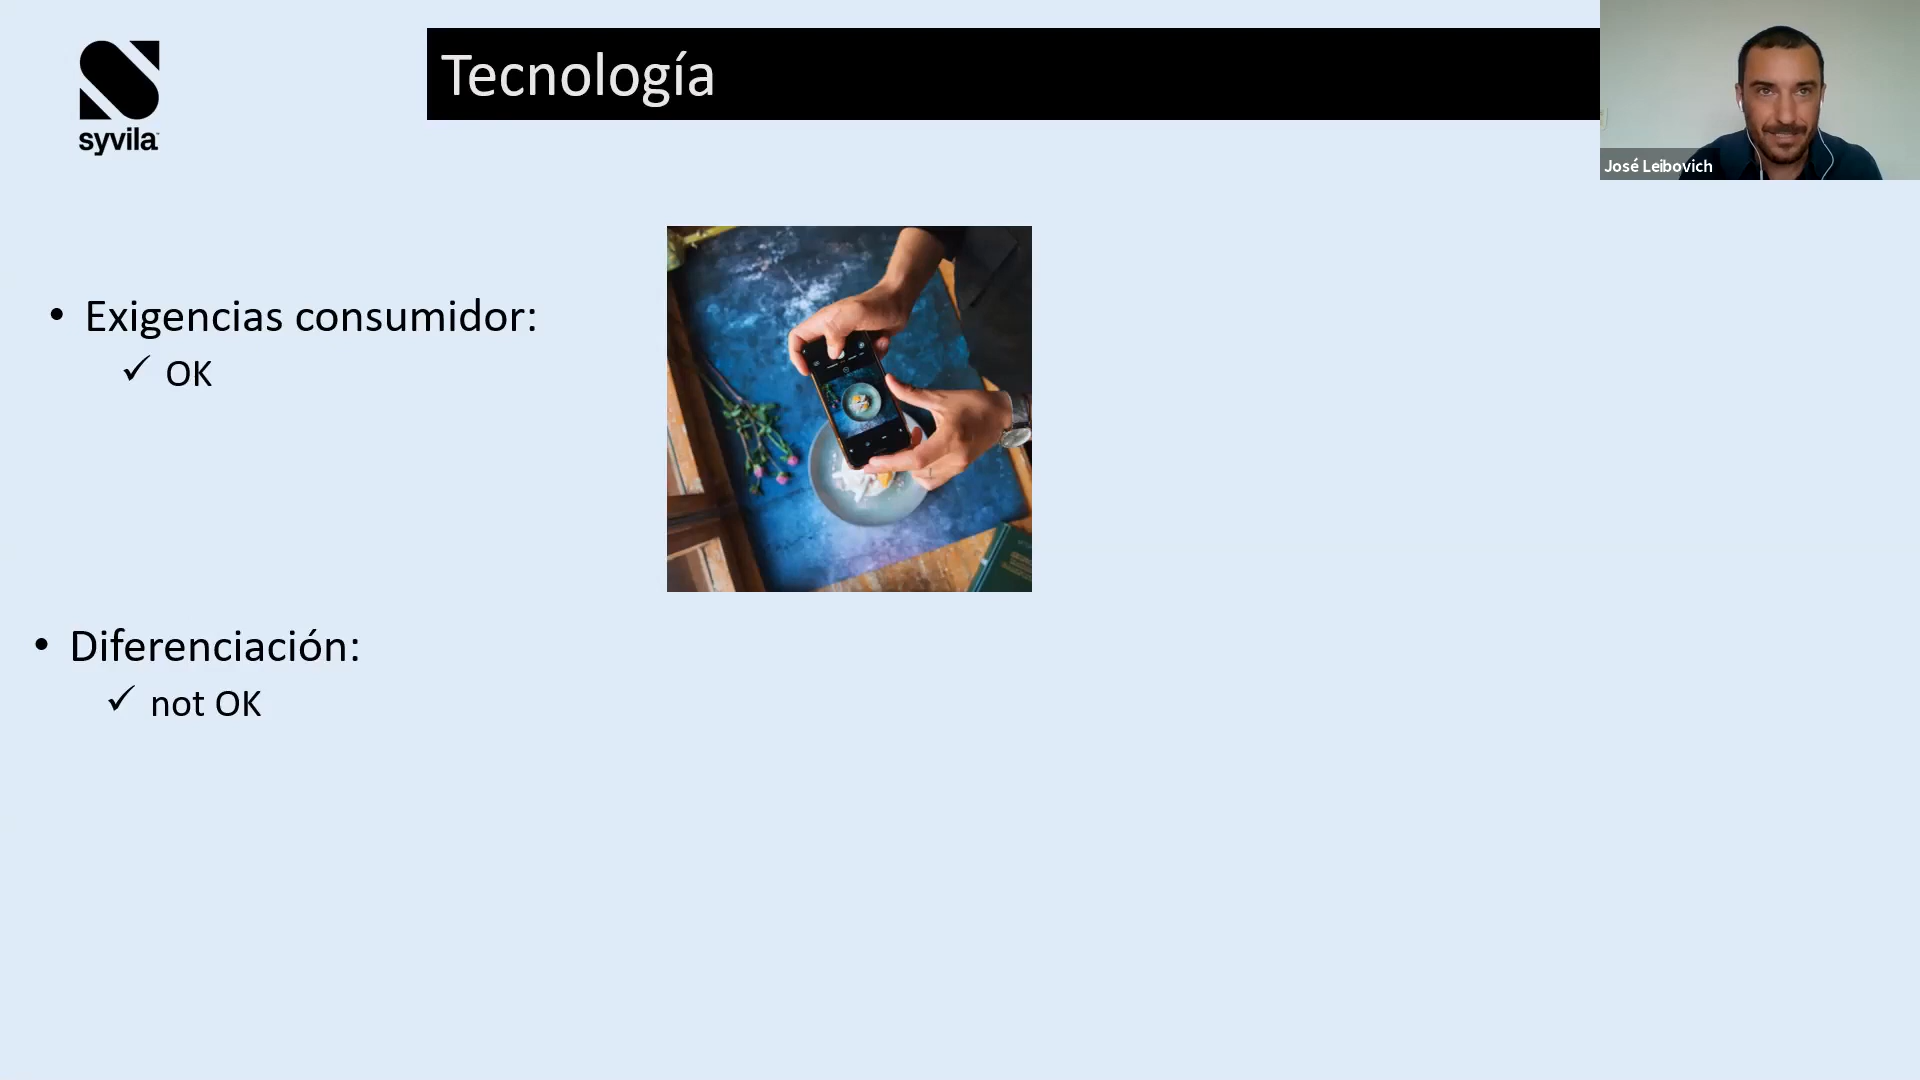 Tecnología
syvila
José Leibovich
• Exigencias consumidor:
✓ OK
• Diferenciación:
✓ not OK